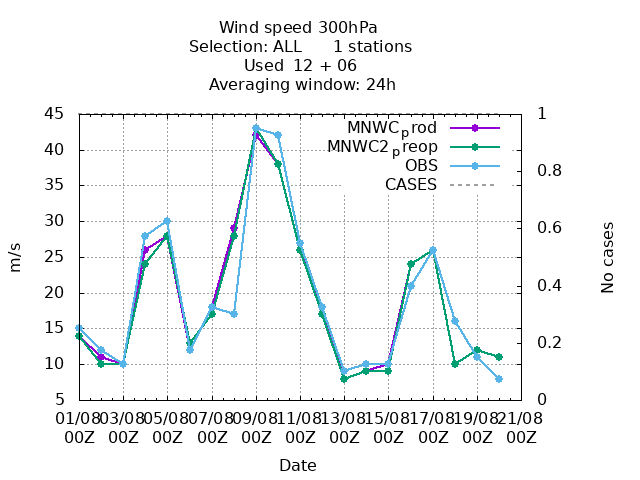 Wind speed 300hPa
Selection: ALL 1 stations
Used 12 + 06
Averaging window: 24h
MNWCprod
MNWC2preop
OBS
CASES
45
40
35
30
25
20
15
10
5
m/s
1
0.8
0.6
0.4
0.2
0
No cases
01/08 03/08 05/08 07/08 09/08 11/08 13/08 15/08 17/08 19/08 21/08
00Z 00Z 00Z 00Z 00Z 00Z 00Z 00Z 00Z 00Z 00Z
Date